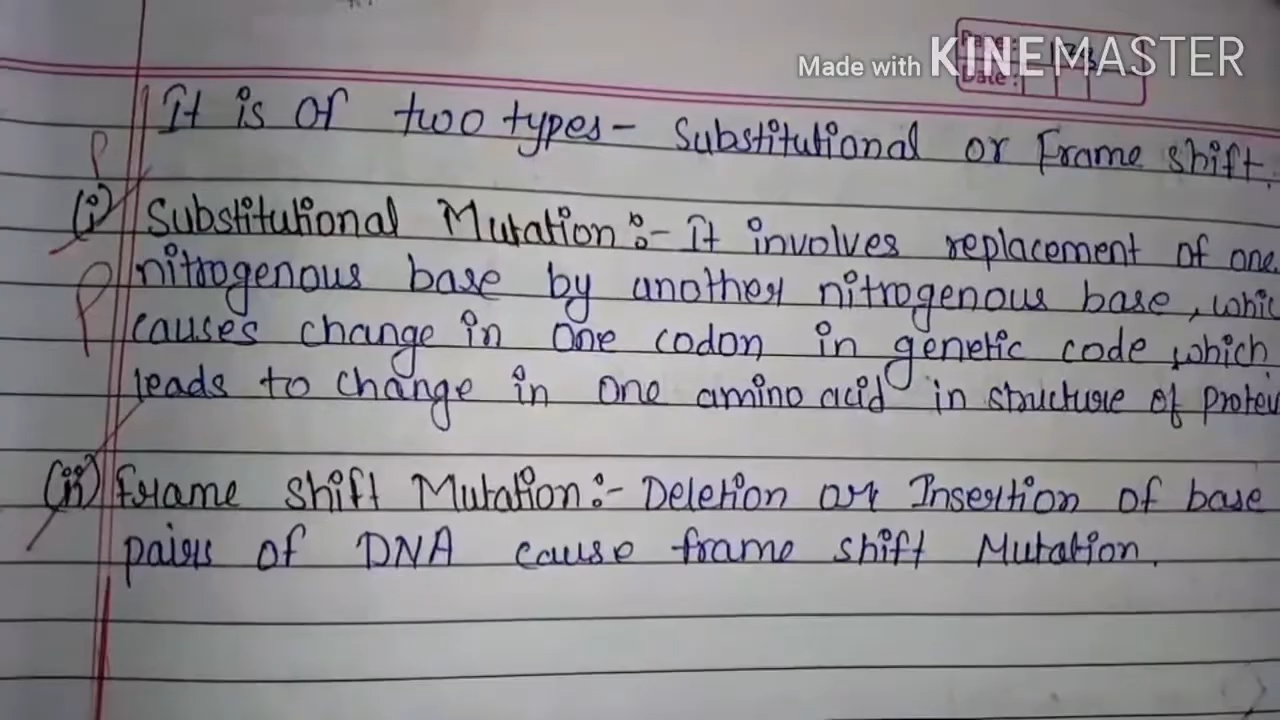 Made with KINEMASTER
Date :
It is of two types - Substitutional or Frame shift.
(i) Substitutional Mutation :- It involves replacement of one
nitrogenous base by another nitrogenous base, whic
causes change in one codon in genetic code, which
leads to change in one amino acid in structure of protei
(ii) Frame shift Mutation :- Deletion or Insertion of base
pairs of DNA cause frame shift Mutation.